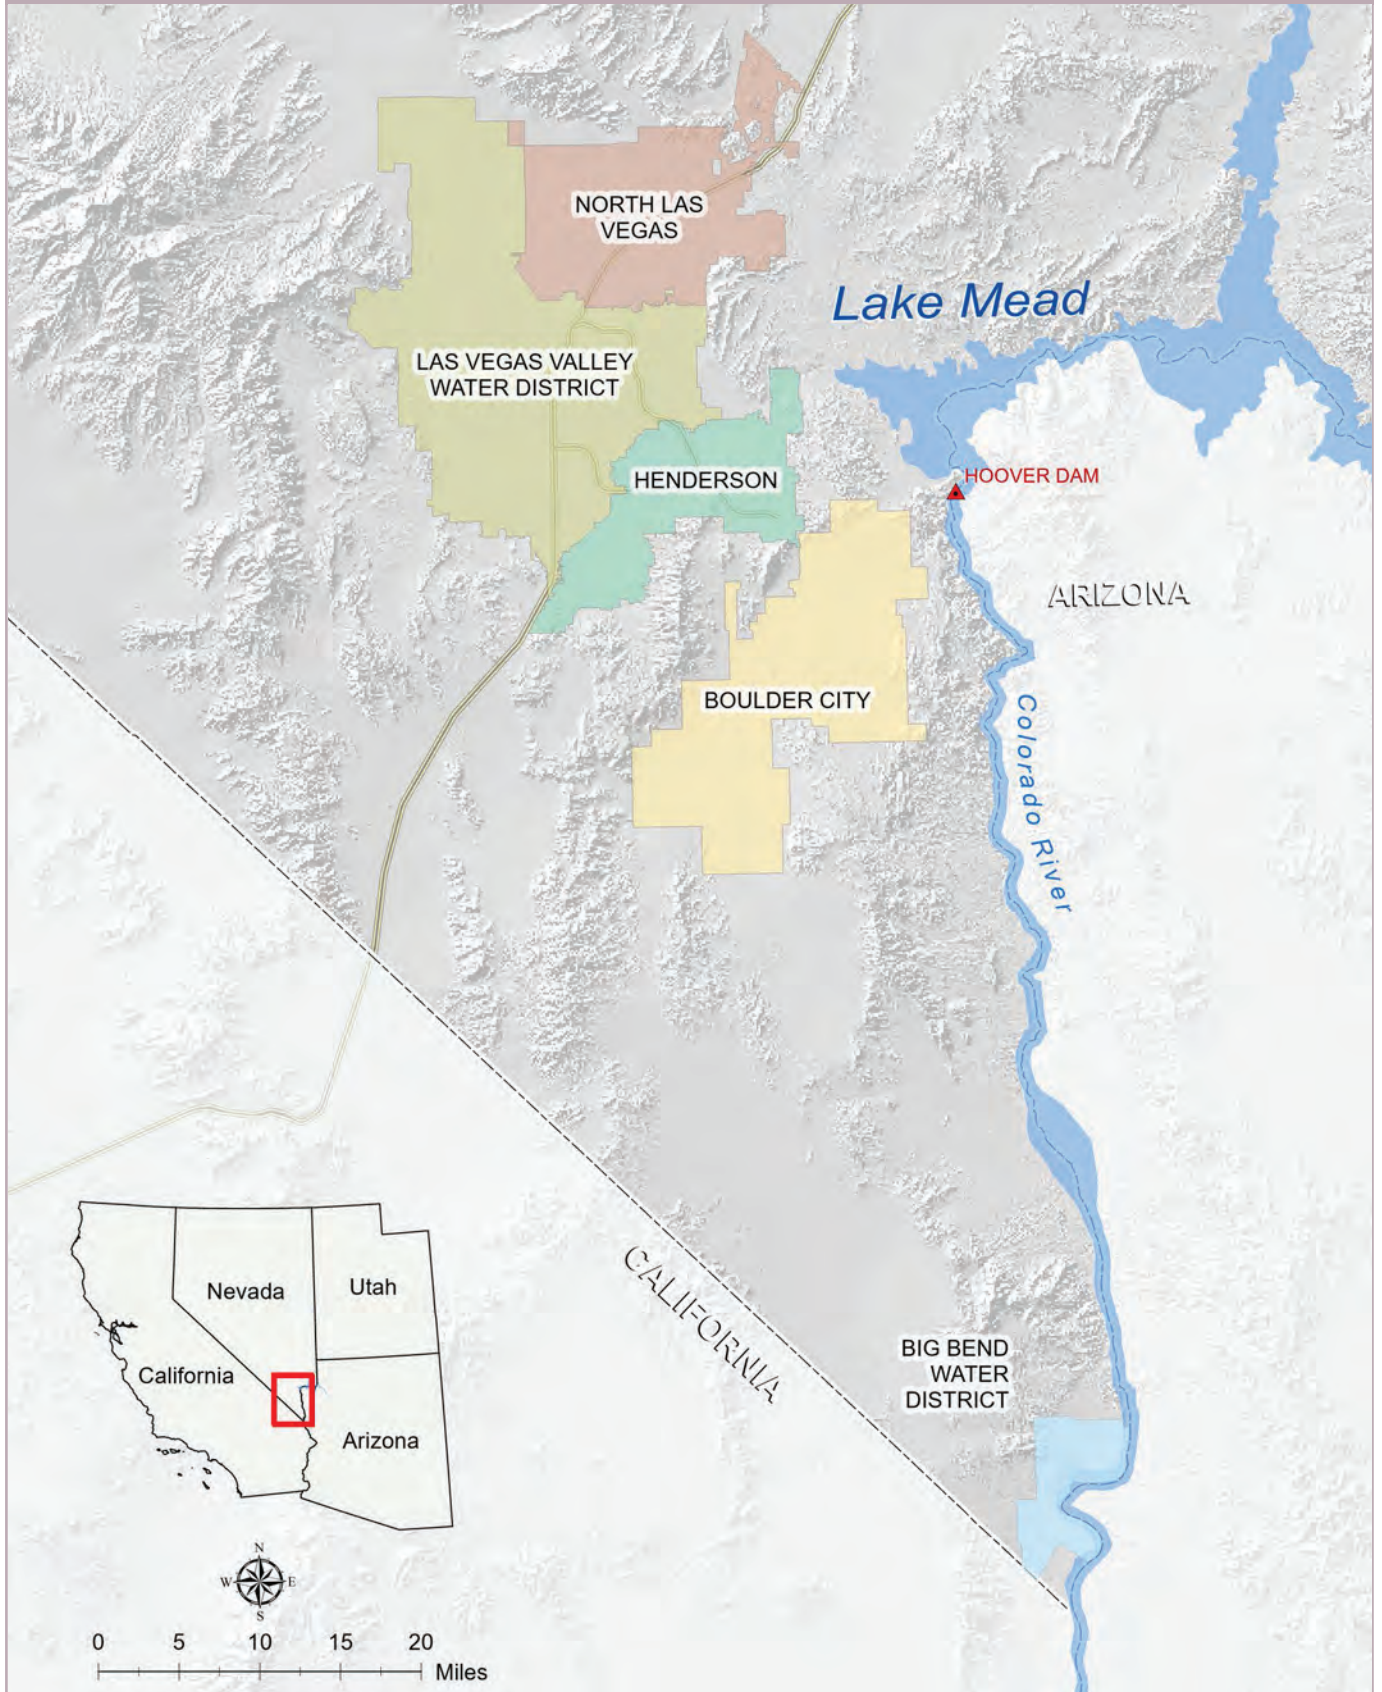 NORTH LAS
VEGAS
Lake Mead
LAS VEGAS VALLEY
WATER DISTRICT
HENDERSON
HOOVER DAM
ARIZONA
BOULDER CITY
Colorado River
CALIFORNIA
Nevada
Utah
California
Arizona
BIG BEND
WATER
DISTRICT
N
W E
S
0 5 10 15 20
Miles